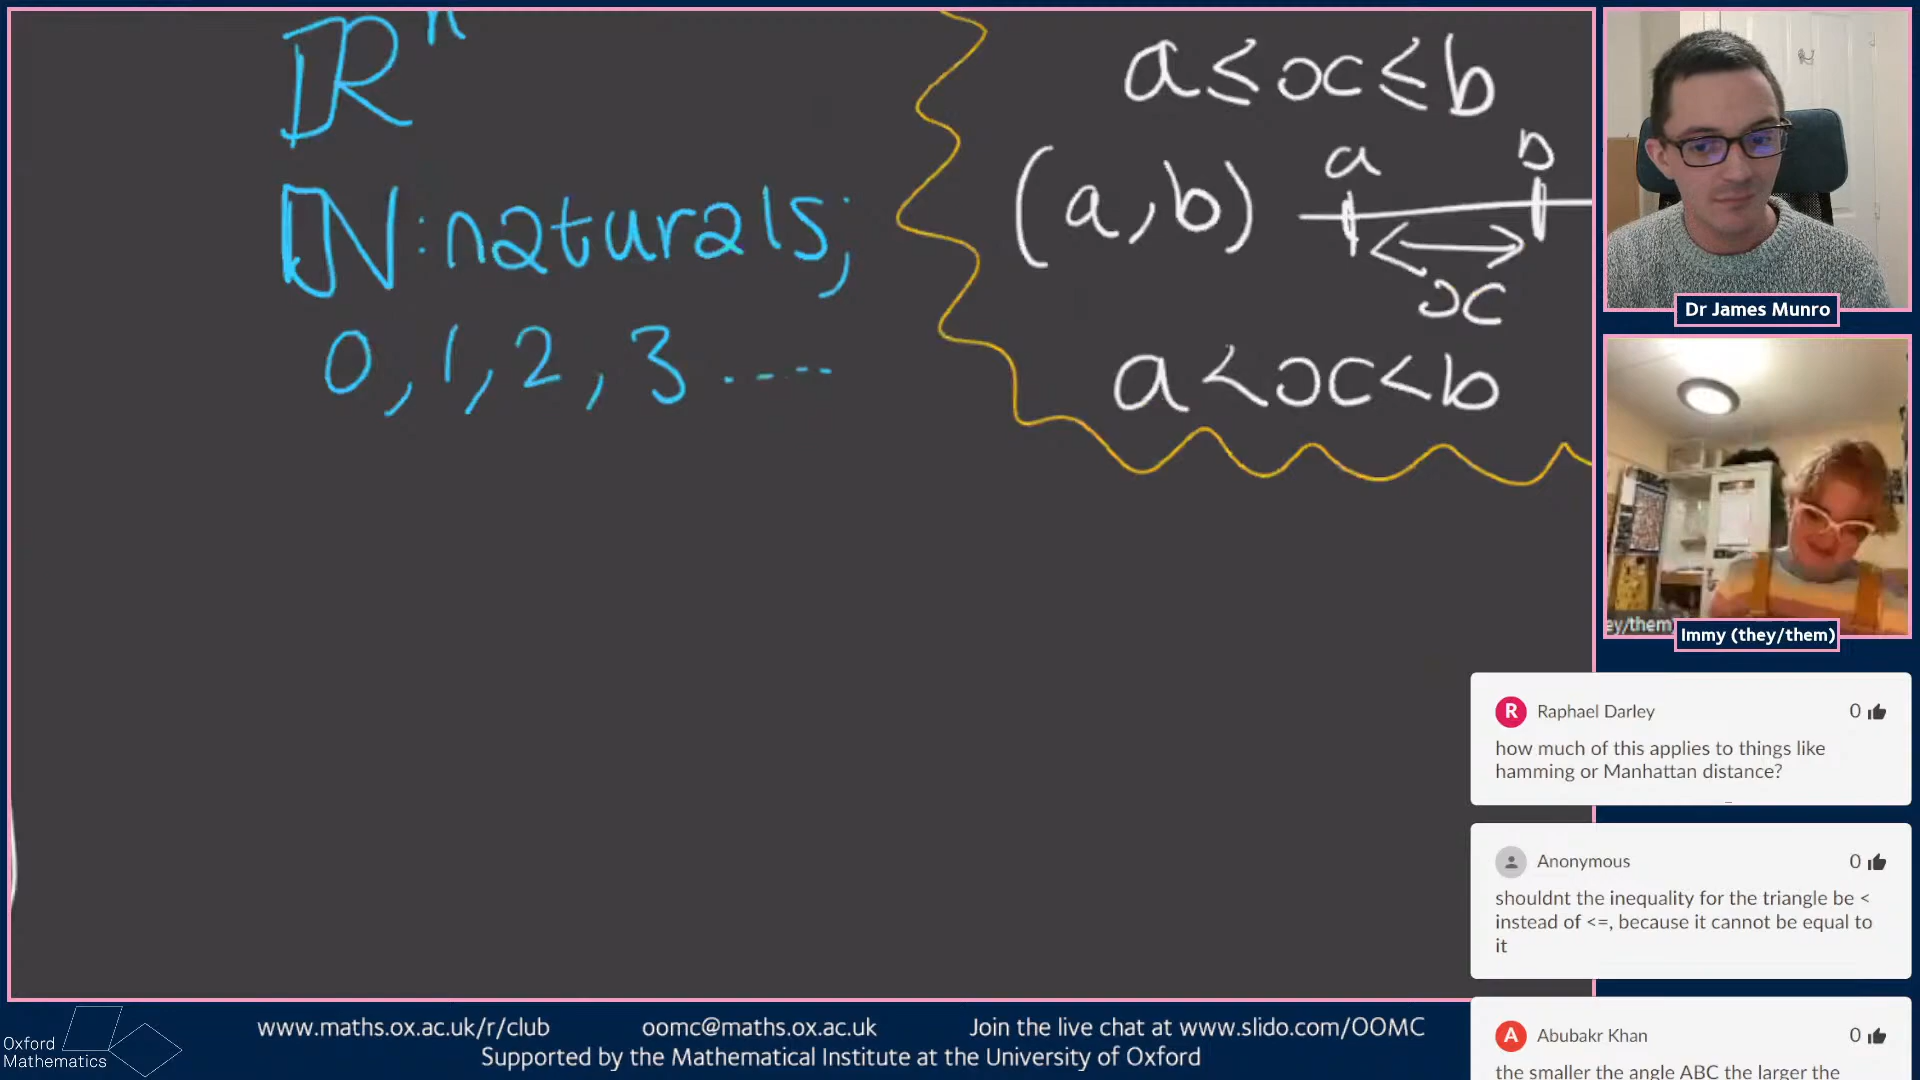 ℝⁿ
ℕ: naturals;
0, 1, 2, 3 .....
a ≤ x ≤ b
(a, b)
a b
x
a < x < b
Dr James Munro
ey/them)
Immy (they/them)
R Raphael Darley 0
how much of this applies to things like
hamming or Manhattan distance?
Anonymous 0
shouldnt the inequality for the triangle be <
instead of <=, because it cannot be equal to
it
A Abubakr Khan 0
the smaller the angle ABC the larger the
Oxford
Mathematics
www.maths.ox.ac.uk/r/club oomc@maths.ox.ac.uk Join the live chat at www.slido.com/OOMC
Supported by the Mathematical Institute at the University of Oxford